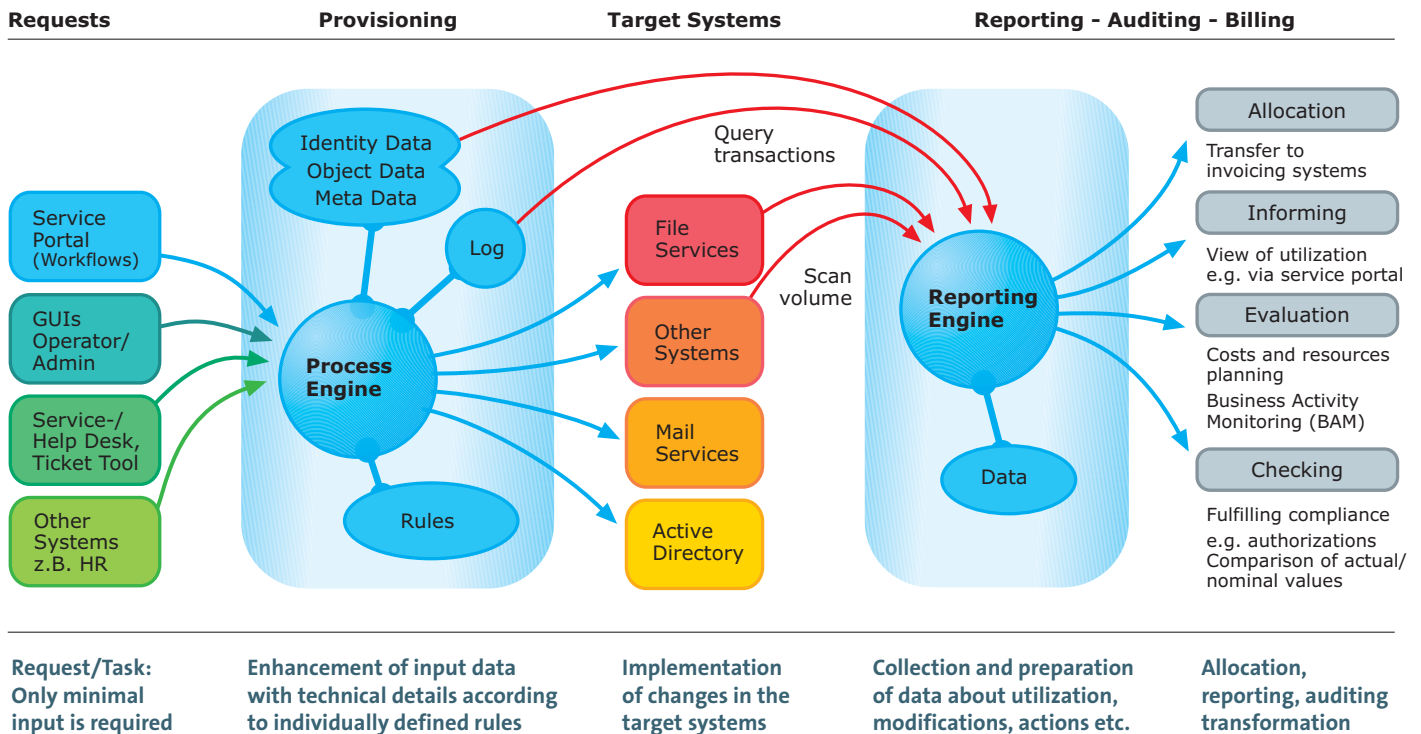 Requests
Provisioning
Target Systems
Reporting - Auditing - Billing
Service
Portal
(Workflows)
GUIs
Operator/
Admin
Service-/
Help Desk,
Ticket Tool
Other
Systems
z.B. HR
Identity Data
Object Data
Meta Data
Log
Process
Engine
Rules
Query
transactions
Scan
volume
File
Services
Other
Systems
Mail
Services
Active
Directory
Reporting
Engine
Data
Allocation
Transfer to
invoicing systems
Informing
View of utilization
e.g. via service portal
Evaluation
Costs and resources
planning
Business Activity
Monitoring (BAM)
Checking
Fulfilling compliance
e.g. authorizations
Comparison of actual/
nominal values
Request/Task:
Only minimal
input is required
Enhancement of input data
with technical details according
to individually defined rules
Implementation
of changes in the
target systems
Collection and preparation
of data about utilization,
modifications, actions etc.
Allocation,
reporting, auditing
transformation